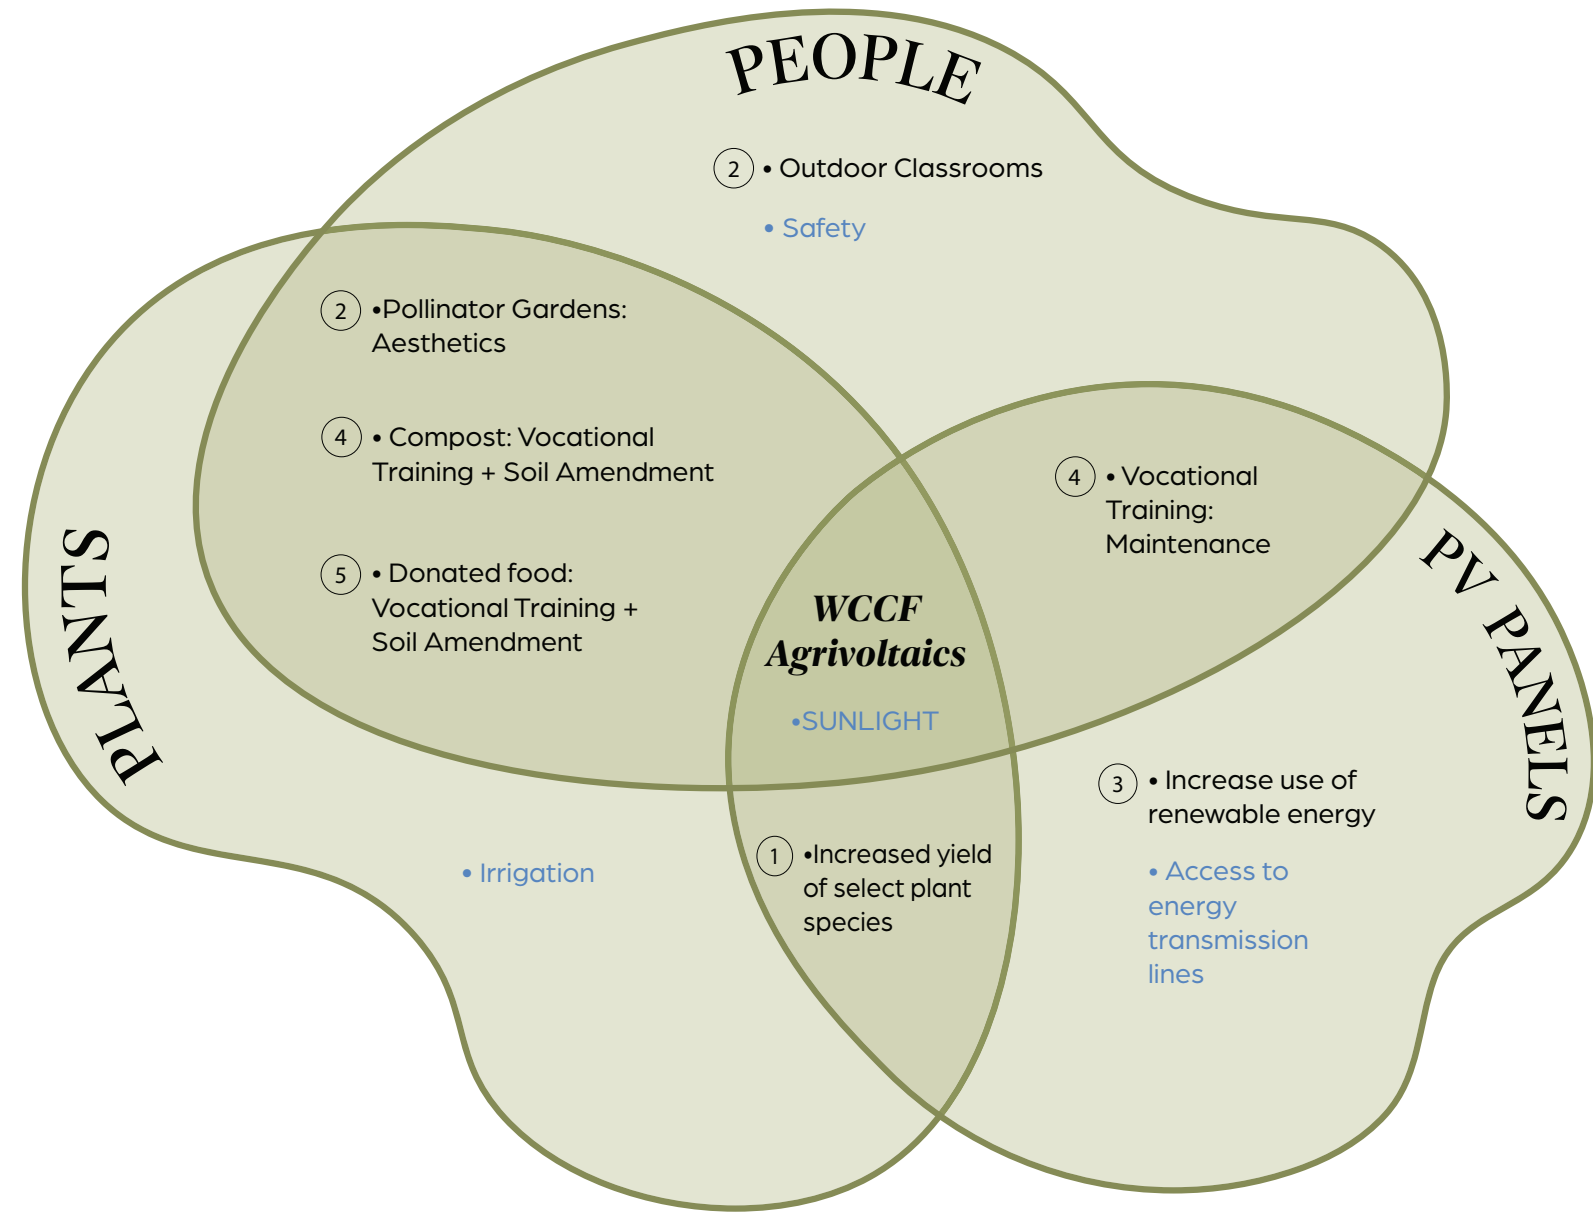 PEOPLE
2 • Outdoor Classrooms
• Safety
2 •Pollinator Gardens:
Aesthetics
4 • Compost: Vocational
Training + Soil Amendment
5 • Donated food:
Vocational Training +
Soil Amendment
4 • Vocational
Training:
Maintenance
PLANTS
PV PANELS
WCCF
Agrivoltaics
•SUNLIGHT
3 • Increase use of
renewable energy
• Access to
energy
transmission
lines
1 •Increased yield
of select plant
species
• Irrigation